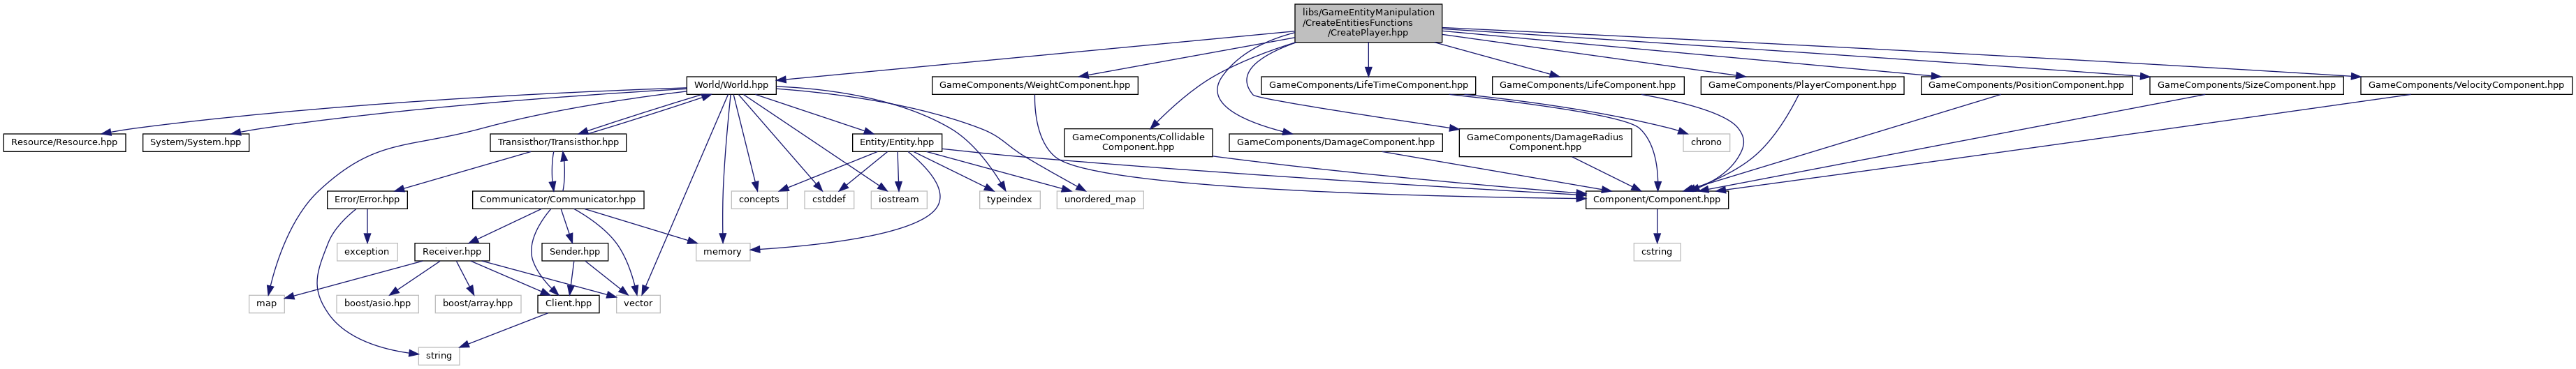 libs/GameEntityManipulation
/CreateEntitiesFunctions
/CreatePlayer.hpp
World/World.hpp
GameComponents/WeightComponent.hpp
GameComponents/LifeTimeComponent.hpp
GameComponents/LifeComponent.hpp
GameComponents/PlayerComponent.hpp
GameComponents/PositionComponent.hpp
GameComponents/SizeComponent.hpp
GameComponents/VelocityComponent.hpp
Resource/Resource.hpp
System/System.hpp
Transisthor/Transisthor.hpp
Entity/Entity.hpp
GameComponents/Collidable
Component.hpp
GameComponents/DamageComponent.hpp
GameComponents/DamageRadius
Component.hpp
chrono
Error/Error.hpp
Communicator/Communicator.hpp
concepts
cstddef
iostream
typeindex
unordered_map
Component/Component.hpp
exception
Receiver.hpp
Sender.hpp
memory
cstring
map
boost/asio.hpp
boost/array.hpp
Client.hpp
vector
string